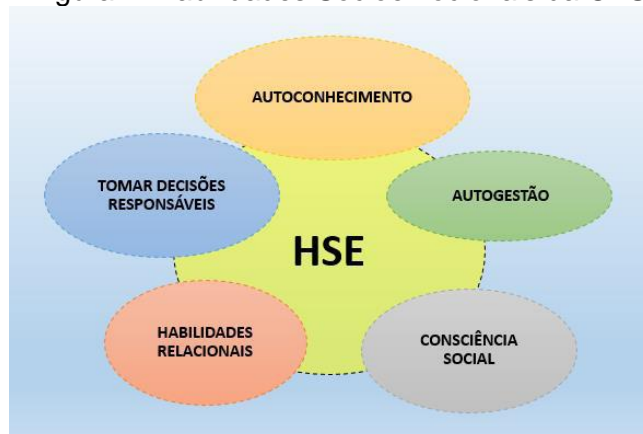 AUTOCONHECIMENTO
TOMAR DECISÕES
RESPONSÁVEIS
AUTOGESTÃO
HSE
HABILIDADES
RELACIONAIS
CONSCIÊNCIA
SOCIAL